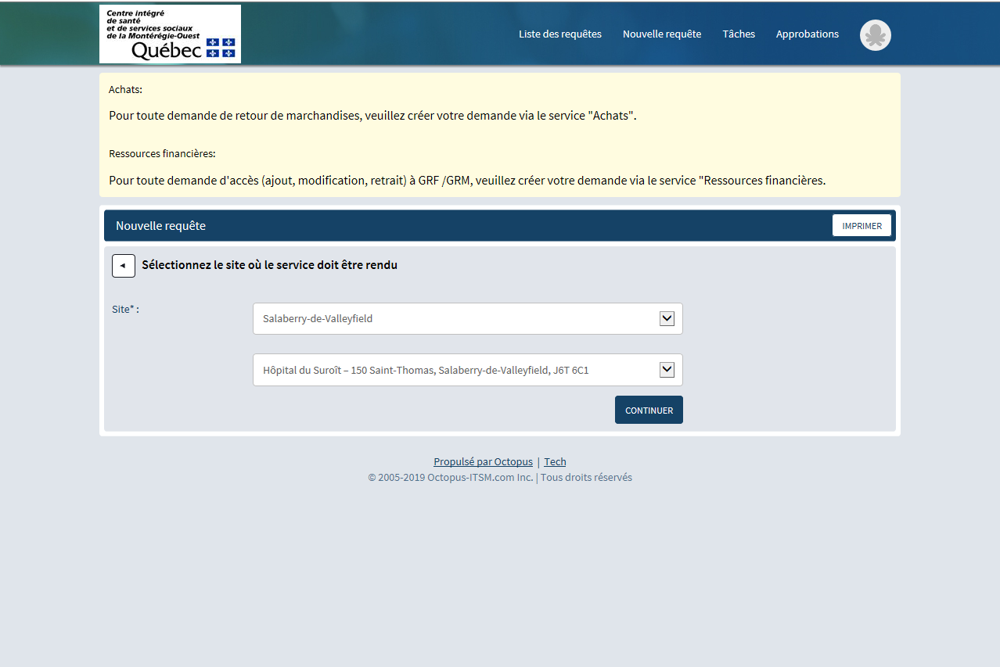 Centre intégré
de santé
et de services sociaux
de la Montérégie-Ouest
Québec
Liste des requêtes
Nouvelle requête
Tâches
Approbations
Achats:
Pour toute demande de retour de marchandises, veuillez créer votre demande via le service "Achats".
Ressources financières:
Pour toute demande d'accès (ajout, modification, retrait) à GRF /GRM, veuillez créer votre demande via le service "Ressources financières.
Nouvelle requête
IMPRIMER
Sélectionnez le site où le service doit être rendu
Site* :
Salaberry-de-Valleyfield
Hôpital du Suroît – 150 Saint-Thomas, Salaberry-de-Valleyfield, J6T 6C1
CONTINUER
Propulsé par Octopus | Tech
© 2005-2019 Octopus-ITSM.com Inc. | Tous droits réservés